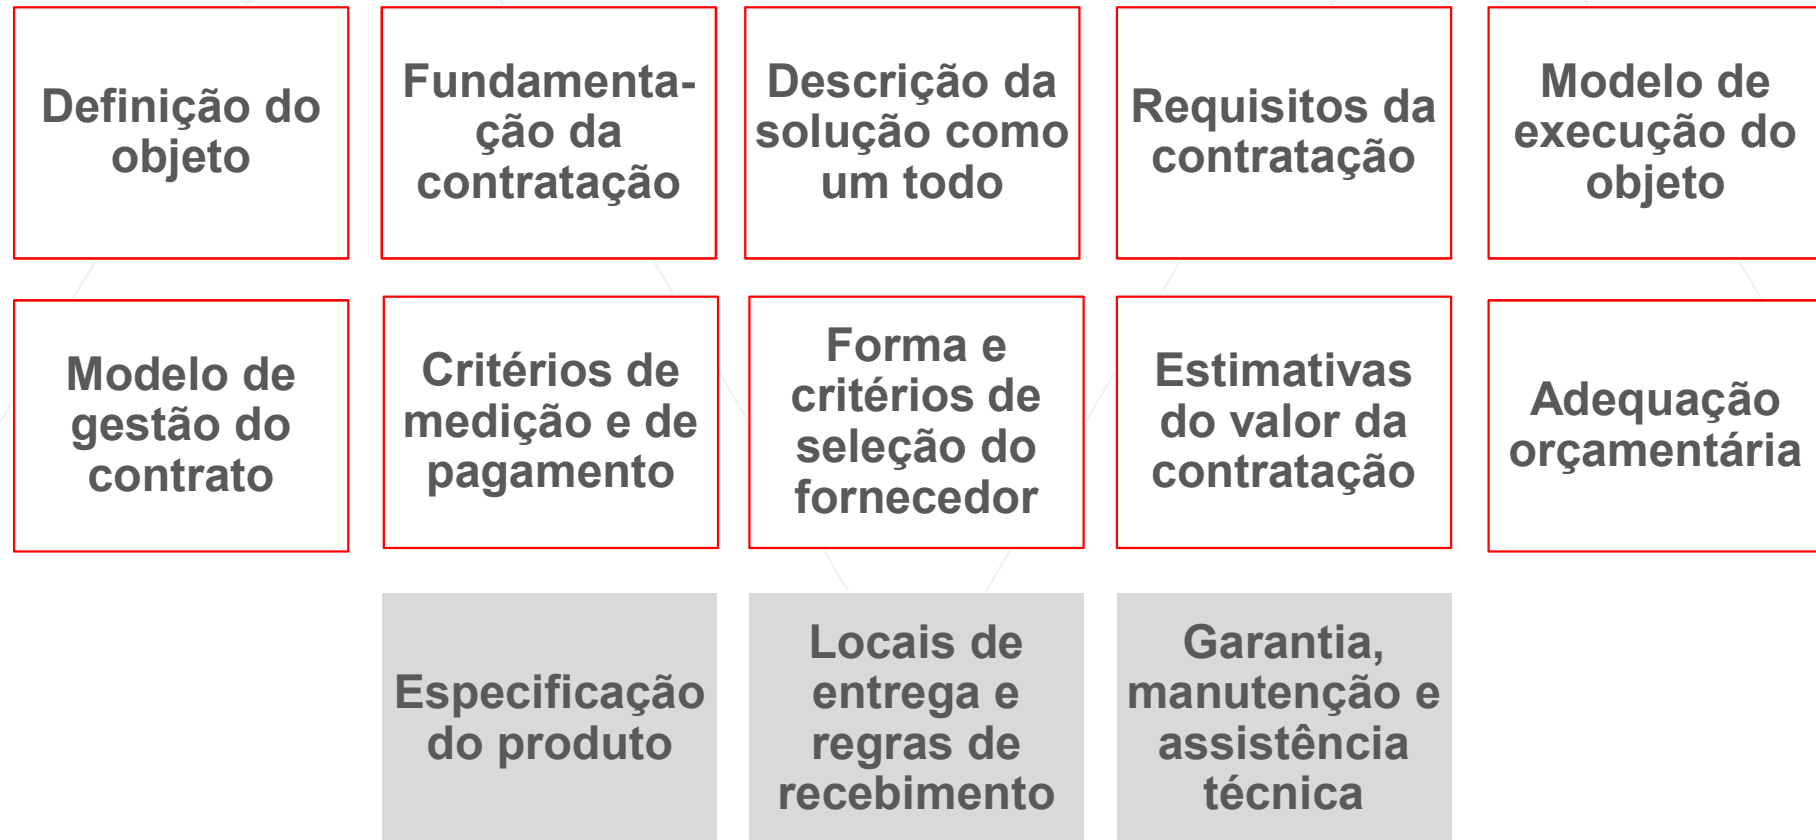 Definição do
objeto
Fundamenta-
ção da
contratação
Descrição da
solução como
um todo
Requisitos da
contratação
Modelo de
execução do
objeto
Modelo de
gestão do
contrato
Critérios de
medição e de
pagamento
Forma e
critérios de
seleção do
fornecedor
Estimativas
do valor da
contratação
Adequação
orçamentária
Especificação
do produto
Locais de
entrega e
regras de
recebimento
Garantia,
manutenção e
assistência
técnica